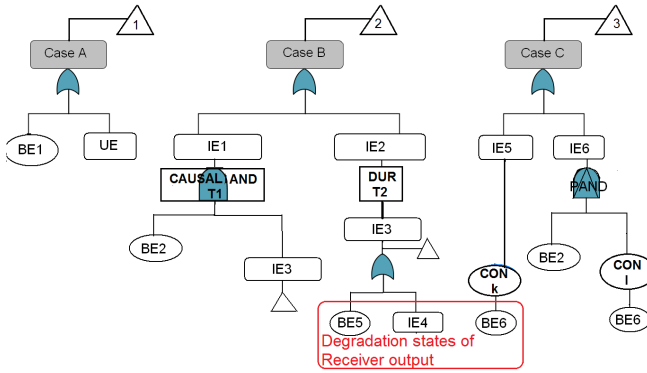 1
2
3
Case A
Case B
Case C
BE1
UE
IE1
IE2
IE5
IE6
CAUSAL AND
T1
DUR
T2
PAND
BE2
IE3
IE3
BE2
CON
k
CON
l
BE5
IE4
BE6
BE6
Degradation states of
Receiver output